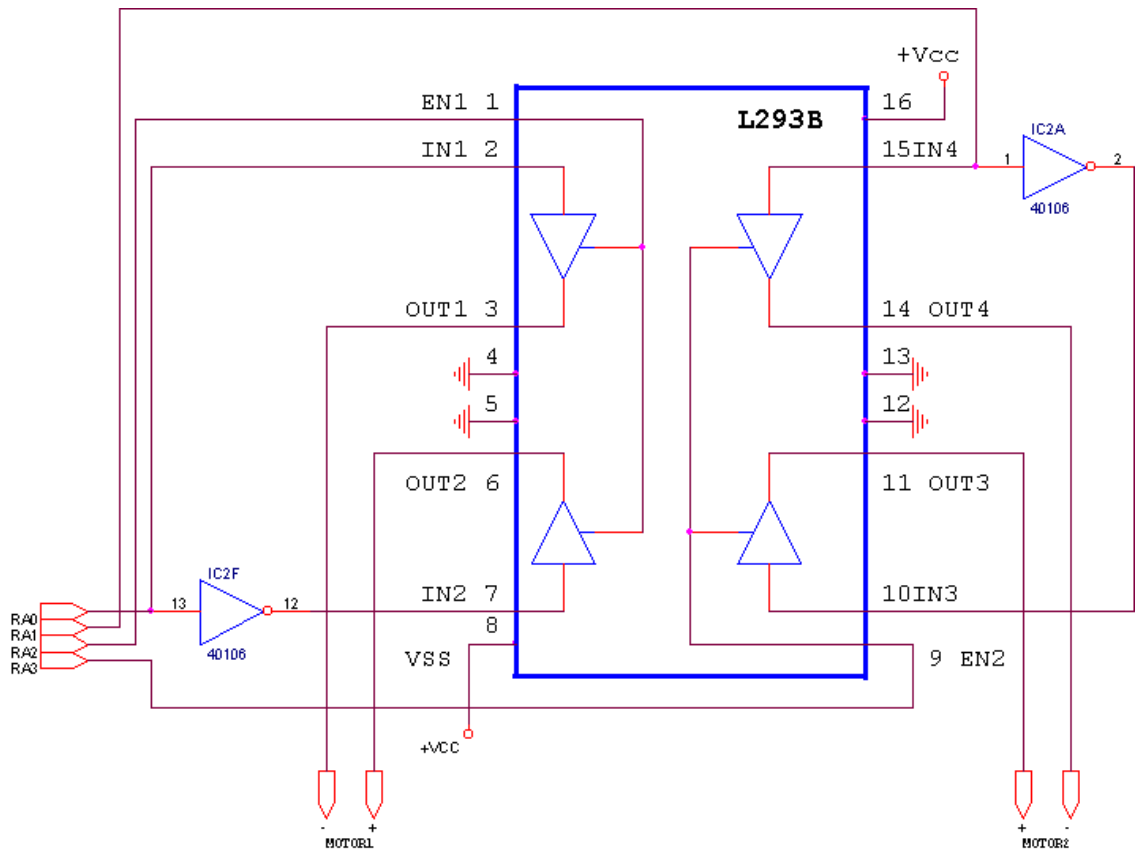 +Vcc
EN1 1
16
L293B
IC2A
IN1 2
15IN4
1
2
40106
OUT1 3
14 OUT4
4
13
5
12
OUT2 6
11 OUT3
IC2F
13
12
IN2 7
10IN3
RA0
RA1
RA2
RA3
40106
8
VSS
9 EN2
+VCC
- +
MOTOR1
+ -
MOTOR2